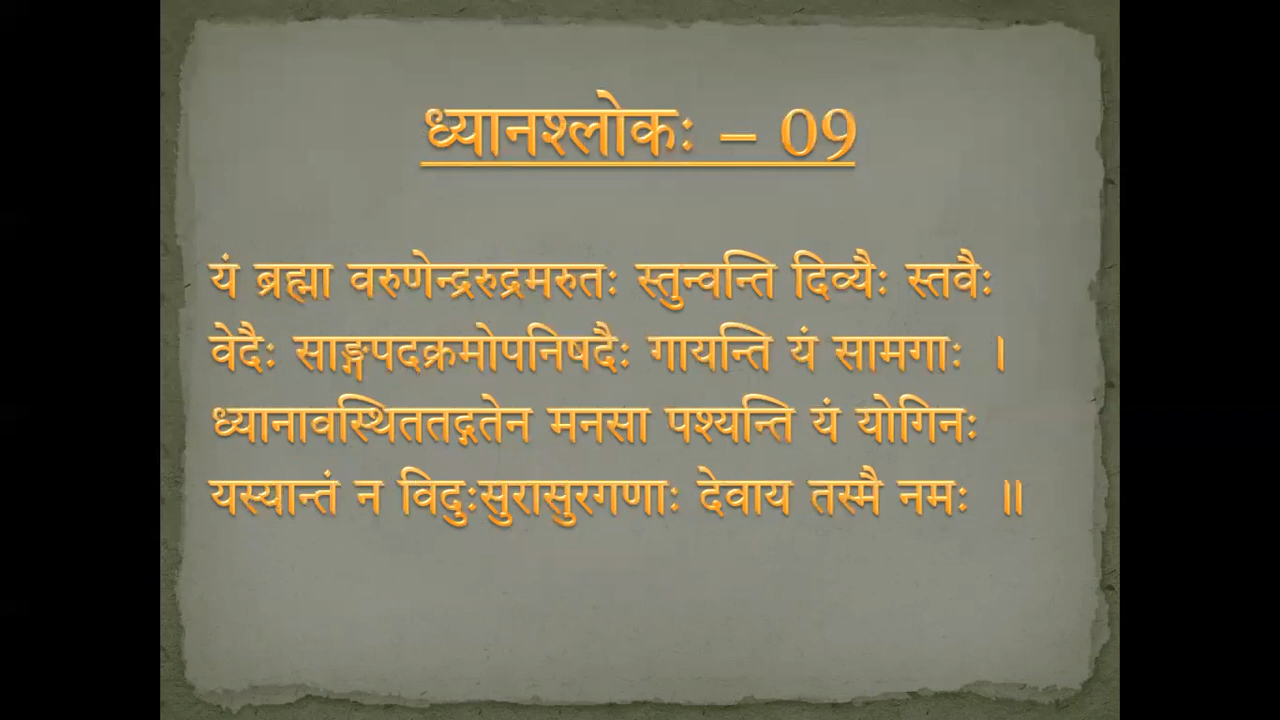 ध्यानश्लोकः – 09
यं ब्रह्मा वरुणेन्द्ररुद्रमरुतः स्तुन्वन्ति दिव्यैः स्तवैः
वेदैः साङ्गपदक्रमोपनिषदैः गायन्ति यं सामगाः ।
ध्यानावस्थिततद्गतेन मनसा पश्यन्ति यं योगिनः
यस्यान्तं न विदुःसुरासुरगणाः देवाय तस्मै नमः ॥